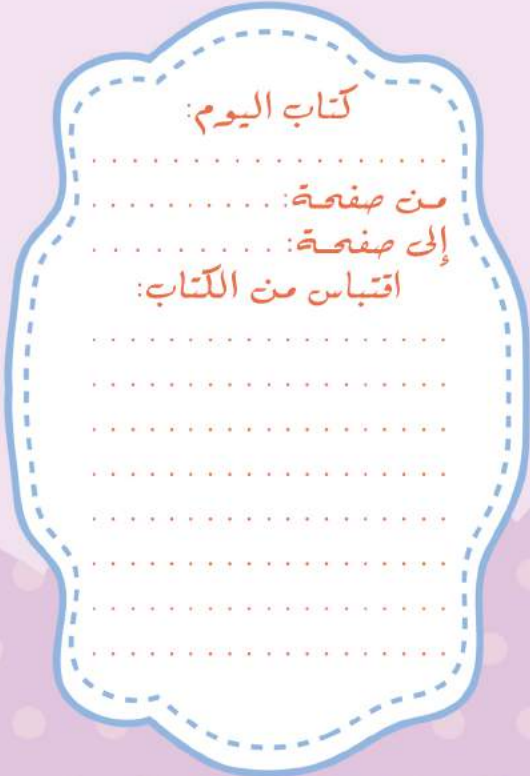 كتاب اليوم:
. . . . . . . . . . . . . . . . . .
من صفحة: . . . . . . . . . .
إلى صفحة: . . . . . . . . . .
اقتباس من الكتاب:
. . . . . . . . . . . . . . . . . . .
. . . . . . . . . . . . . . . . . . .
. . . . . . . . . . . . . . . . . . .
. . . . . . . . . . . . . . . . . . .
. . . . . . . . . . . . . . . . . . .
. . . . . . . . . . . . . . . . . . .
. . . . . . . . . . . . . . . . . . .
. . . . . . . . . . . . . . . . . . .